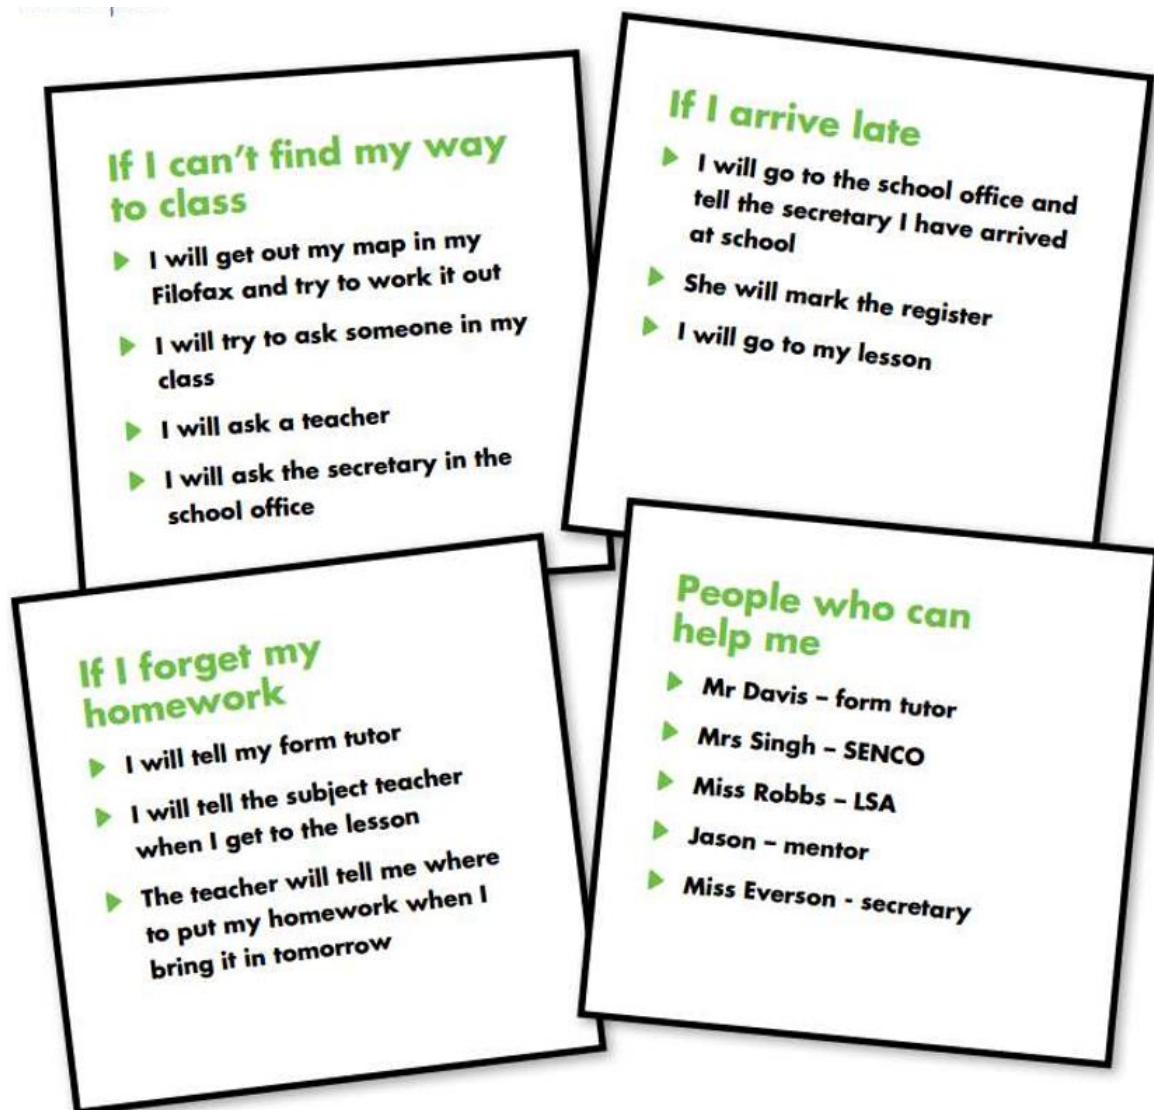 If I can't find my way
to class
I will get out my map in my
Filofax and try to work it out
I will try to ask someone in my
class
I will ask a teacher
I will ask the secretary in the
school office
If I arrive late
I will go to the school office and
tell the secretary I have arrived
at school
She will mark the register
I will go to my lesson
If I forget my
homework
I will tell my form tutor
I will tell the subject teacher
when I get to the lesson
The teacher will tell me where
to put my homework when I
bring it in tomorrow
People who can
help me
Mr Davis – form tutor
Mrs Singh – SENCO
Miss Robbs – LSA
Jason – mentor
Miss Everson - secretary